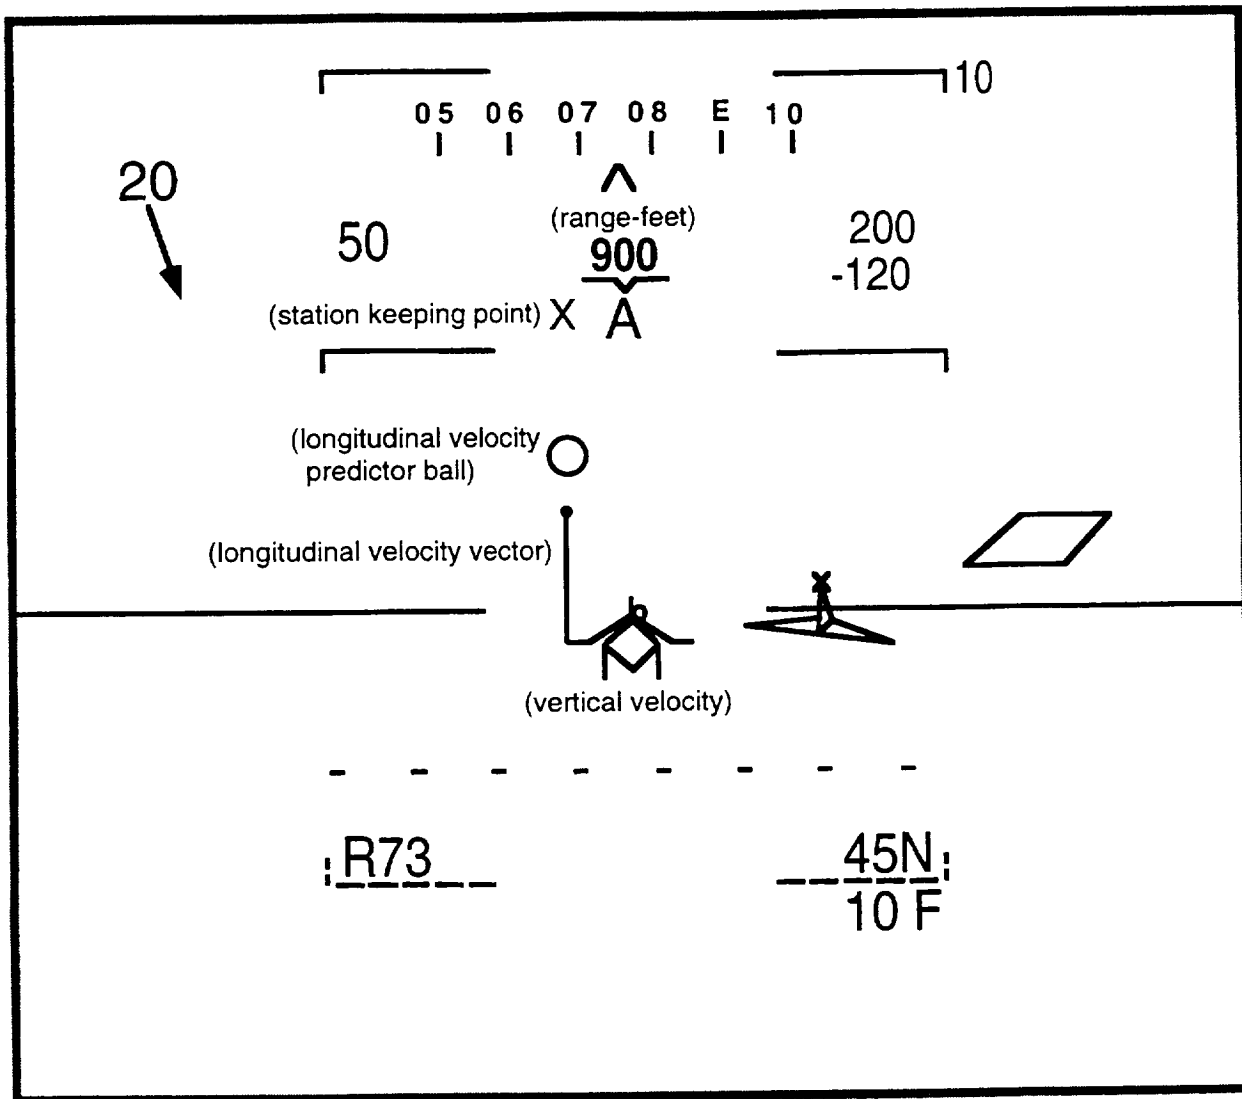 10
05 06 07 08 E 10
20
(range-feet)
50 900 200
-120
(station keeping point) X A
(longitudinal velocity
predictor ball)
(longitudinal velocity vector)
(vertical velocity)
R73 45N
10 F